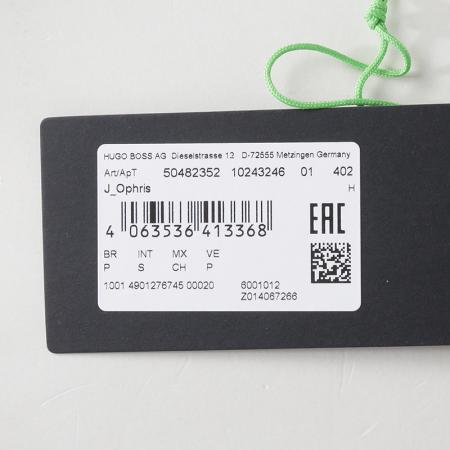 HUGO BOSS AG Dieselstrasse 12 D-72555 Metzingen Germany
Art/ApT 50482352 10243246 01 402
J_Ophris H
EAC
4 063536 413368
BR INT MX VE
P S CH P
1001 4901276745 00020 6001012
Z014067266